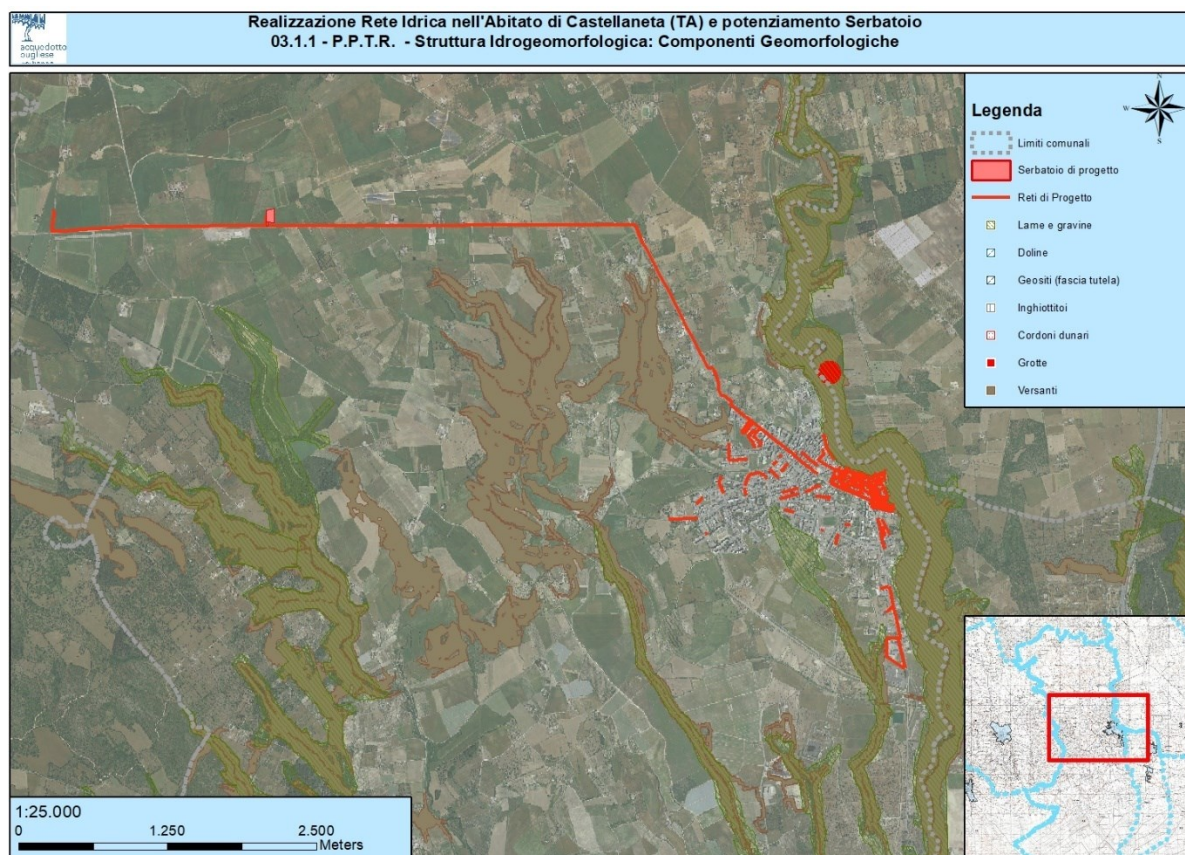 Realizzazione Rete Idrica nell'Abitato di Castellaneta (TA) e potenziamento Serbatoio
03.1.1 - P.P.T.R. - Struttura Idrogeomorfologica: Componenti Geomorfologiche
acquedotto
pugliese
Legenda
N
W
S
Limiti comunali
Serbatoio di progetto
Reti di Progetto
Lame e gravine
Doline
Geositi (fascia tutela)
Inghiottitoi
Cordoni dunari
Grotte
Versanti
1:25.000
0 1.250 2.500
Meters